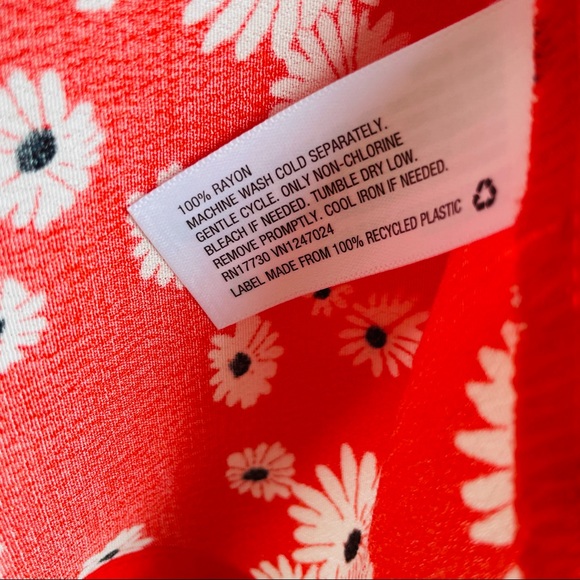 100% RAYON
MACHINE WASH COLD SEPARATELY.
GENTLE CYCLE. ONLY NON-CHLORINE
BLEACH IF NEEDED. TUMBLE DRY LOW.
REMOVE PROMPTLY. COOL IRON IF NEEDED.
RN17730 VN1247024
LABEL MADE FROM 100% RECYCLED PLASTIC